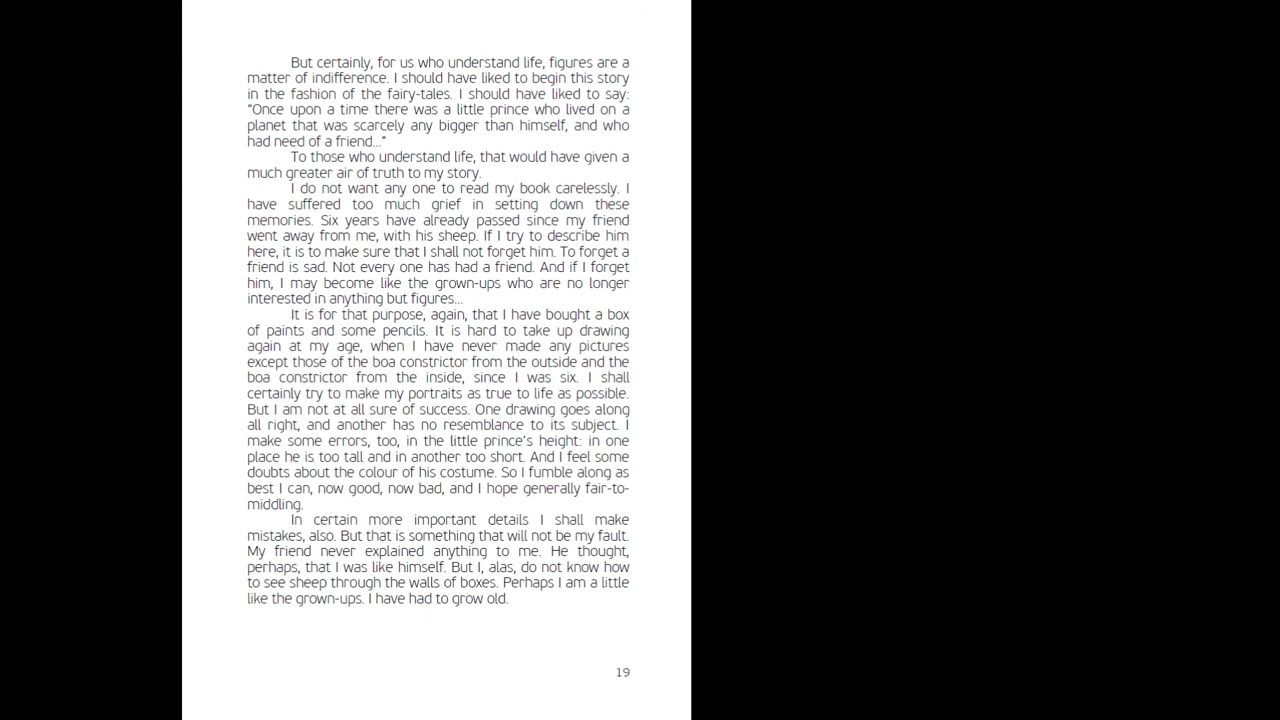 But certainly, for us who understand life, figures are a
matter of indifference. I should have liked to begin this story
in the fashion of the fairy-tales. I should have liked to say:
“Once upon a time there was a little prince who lived on a
planet that was scarcely any bigger than himself, and who
had need of a friend...”
To those who understand life, that would have given a
much greater air of truth to my story.
I do not want any one to read my book carelessly. I
have suffered too much grief in setting down these
memories. Six years have already passed since my friend
went away from me, with his sheep. If I try to describe him
here, it is to make sure that I shall not forget him. To forget a
friend is sad. Not every one has had a friend. And if I forget
him, I may become like the grown-ups who are no longer
interested in anything but figures...
It is for that purpose, again, that I have bought a box
of paints and some pencils. It is hard to take up drawing
again at my age, when I have never made any pictures
except those of the boa constrictor from the outside and the
boa constrictor from the inside, since I was six. I shall
certainly try to make my portraits as true to life as possible.
But I am not at all sure of success. One drawing goes along
all right, and another has no resemblance to its subject. I
make some errors, too, in the little prince's height: in one
place he is too tall and in another too short. And I feel some
doubts about the colour of his costume. So I fumble along as
best I can, now good, now bad, and I hope generally fair-to-
middling.
In certain more important details I shall make
mistakes, also. But that is something that will not be my fault.
My friend never explained anything to me. He thought,
perhaps, that I was like himself. But I, alas, do not know how
to see sheep through the walls of boxes. Perhaps I am a little
like the grown-ups. I have had to grow old.
19